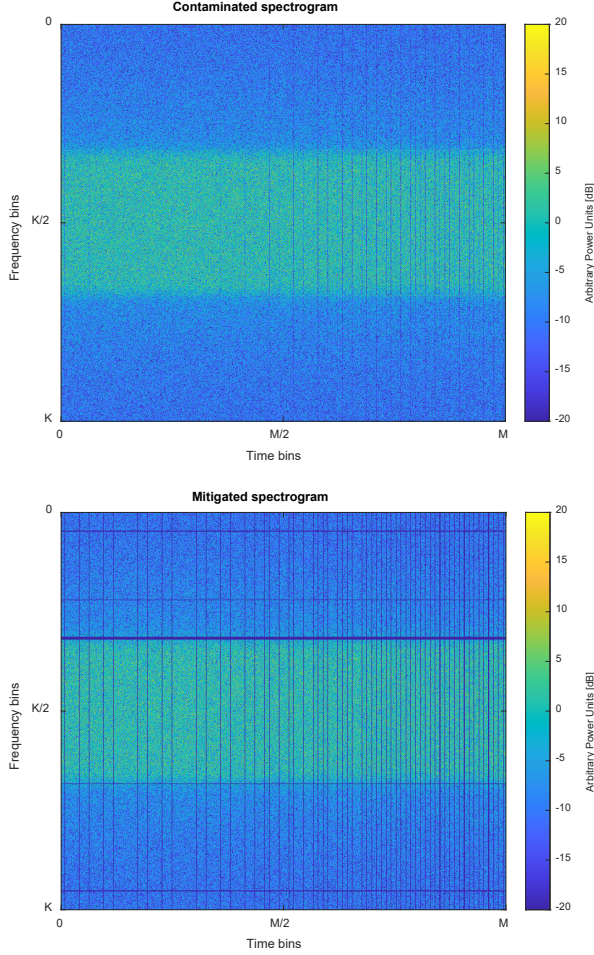 Contaminated spectrogram
0
K/2
K
Frequency bins
0
M/2
M
Time bins
20
15
10
5
0
-5
-10
-15
-20
Arbitrary Power Units [dB]
Mitigated spectrogram
0
K/2
K
Frequency bins
0
M/2
M
Time bins
20
15
10
5
0
-5
-10
-15
-20
Arbitrary Power Units [dB]